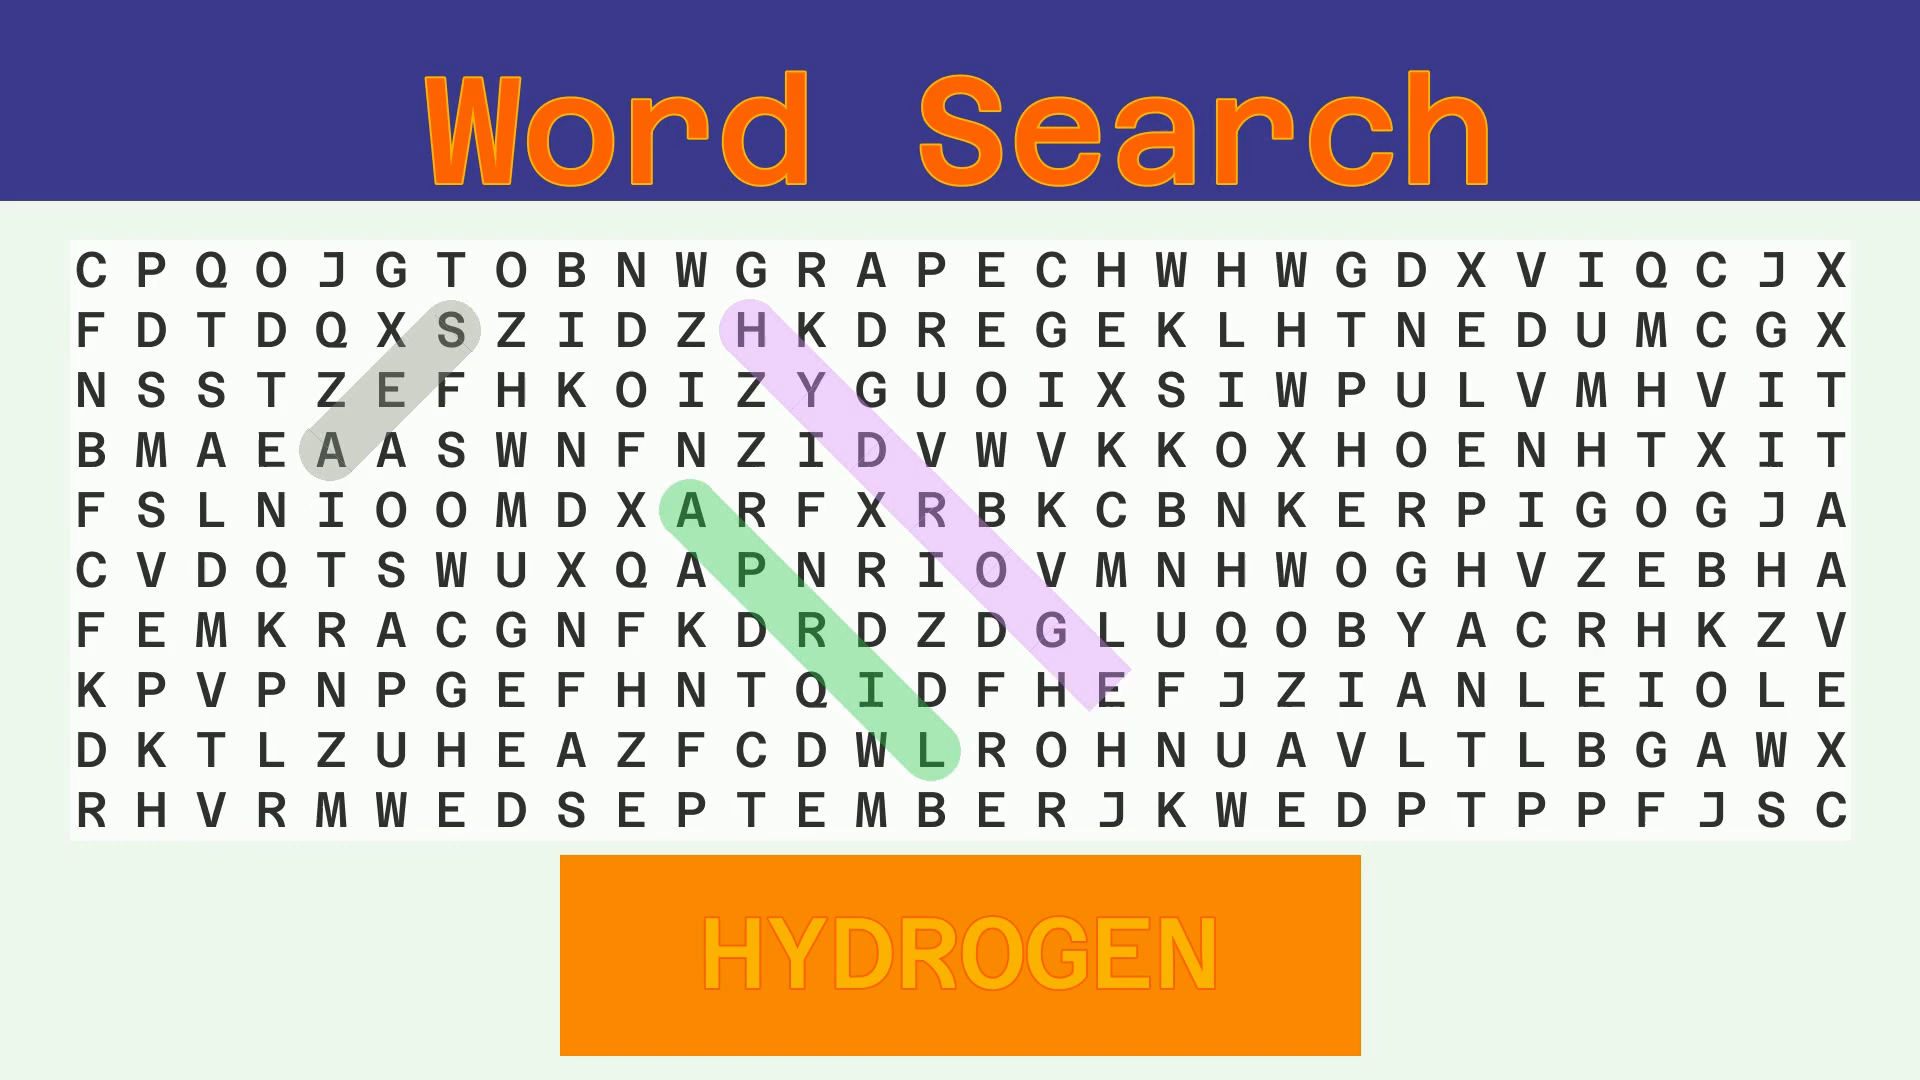 Word Search
C P Q O J G T O B N W G R A P E C H W H W G D X V I Q C J X
F D T D Q X S Z I D Z H K D R E G E K L H T N E D U M C G X
N S S T Z E F H K O I Z Y G U O I X S I W P U L V M H V I T
B M A E A A S W N F N Z I D V W V K K O X H O E N H T X I T
F S L N I O O M D X A R F X R B K C B N K E R P I G O G J A
C V D Q T S W U X Q A P N R I O V M N H W O G H V Z E B H A
F E M K R A C G N F K D R D Z D G L U Q O B Y A C R H K Z V
K P V P N P G E F H N T Q I D F H E F J Z I A N L E I O L E
D K T L Z U H E A Z F C D W L R O H N U A V L T L B G A W X
R H V R M W E D S E P T E M B E R J K W E D P T P P F J S C
HYDROGEN